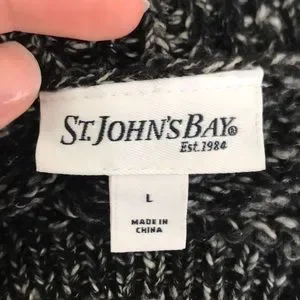 ST. JOHN'S BAY®
Est. 1984
L
MADE IN
CHINA